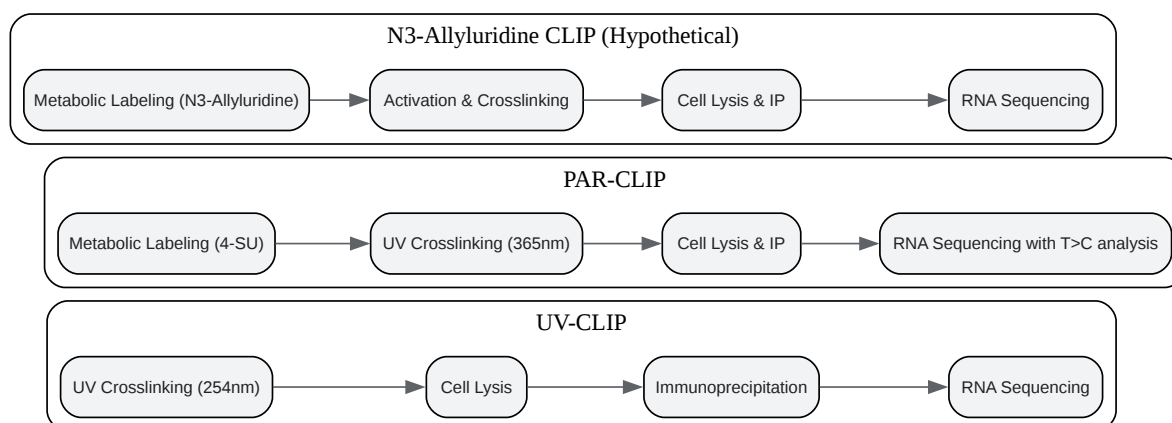 N3-Allyluridine CLIP (Hypothetical)
Metabolic Labeling (N3-Allyluridine)
Activation & Crosslinking
Cell Lysis & IP
RNA Sequencing
PAR-CLIP
Metabolic Labeling (4-SU)
UV Crosslinking (365nm)
Cell Lysis & IP
RNA Sequencing with T>C analysis
UV-CLIP
UV Crosslinking (254nm)
Cell Lysis
Immunoprecipitation
RNA Sequencing